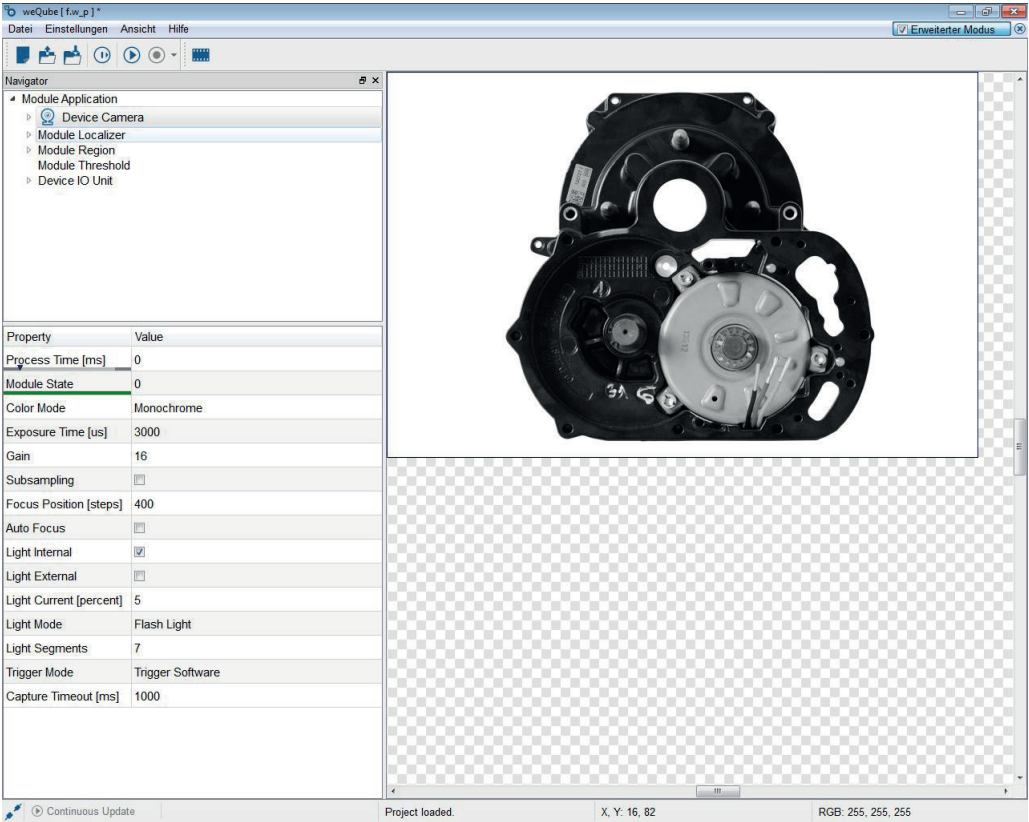 weQube [ f.w_p ] *
Datei Einstellungen Ansicht Hilfe
Erweiterter Modus
Navigator
Module Application
Device Camera
Module Localizer
Module Region
Module Threshold
Device IO Unit
Property Value
Process Time [ms] 0
Module State 0
Color Mode Monochrome
Exposure Time [us] 3000
Gain 16
Subsampling
Focus Position [steps] 400
Auto Focus
Light Internal
Light External
Light Current [percent] 5
Light Mode Flash Light
Light Segments 7
Trigger Mode Trigger Software
Capture Timeout [ms] 1000
Continuous Update
Project loaded.
X, Y: 16, 82
RGB: 255, 255, 255